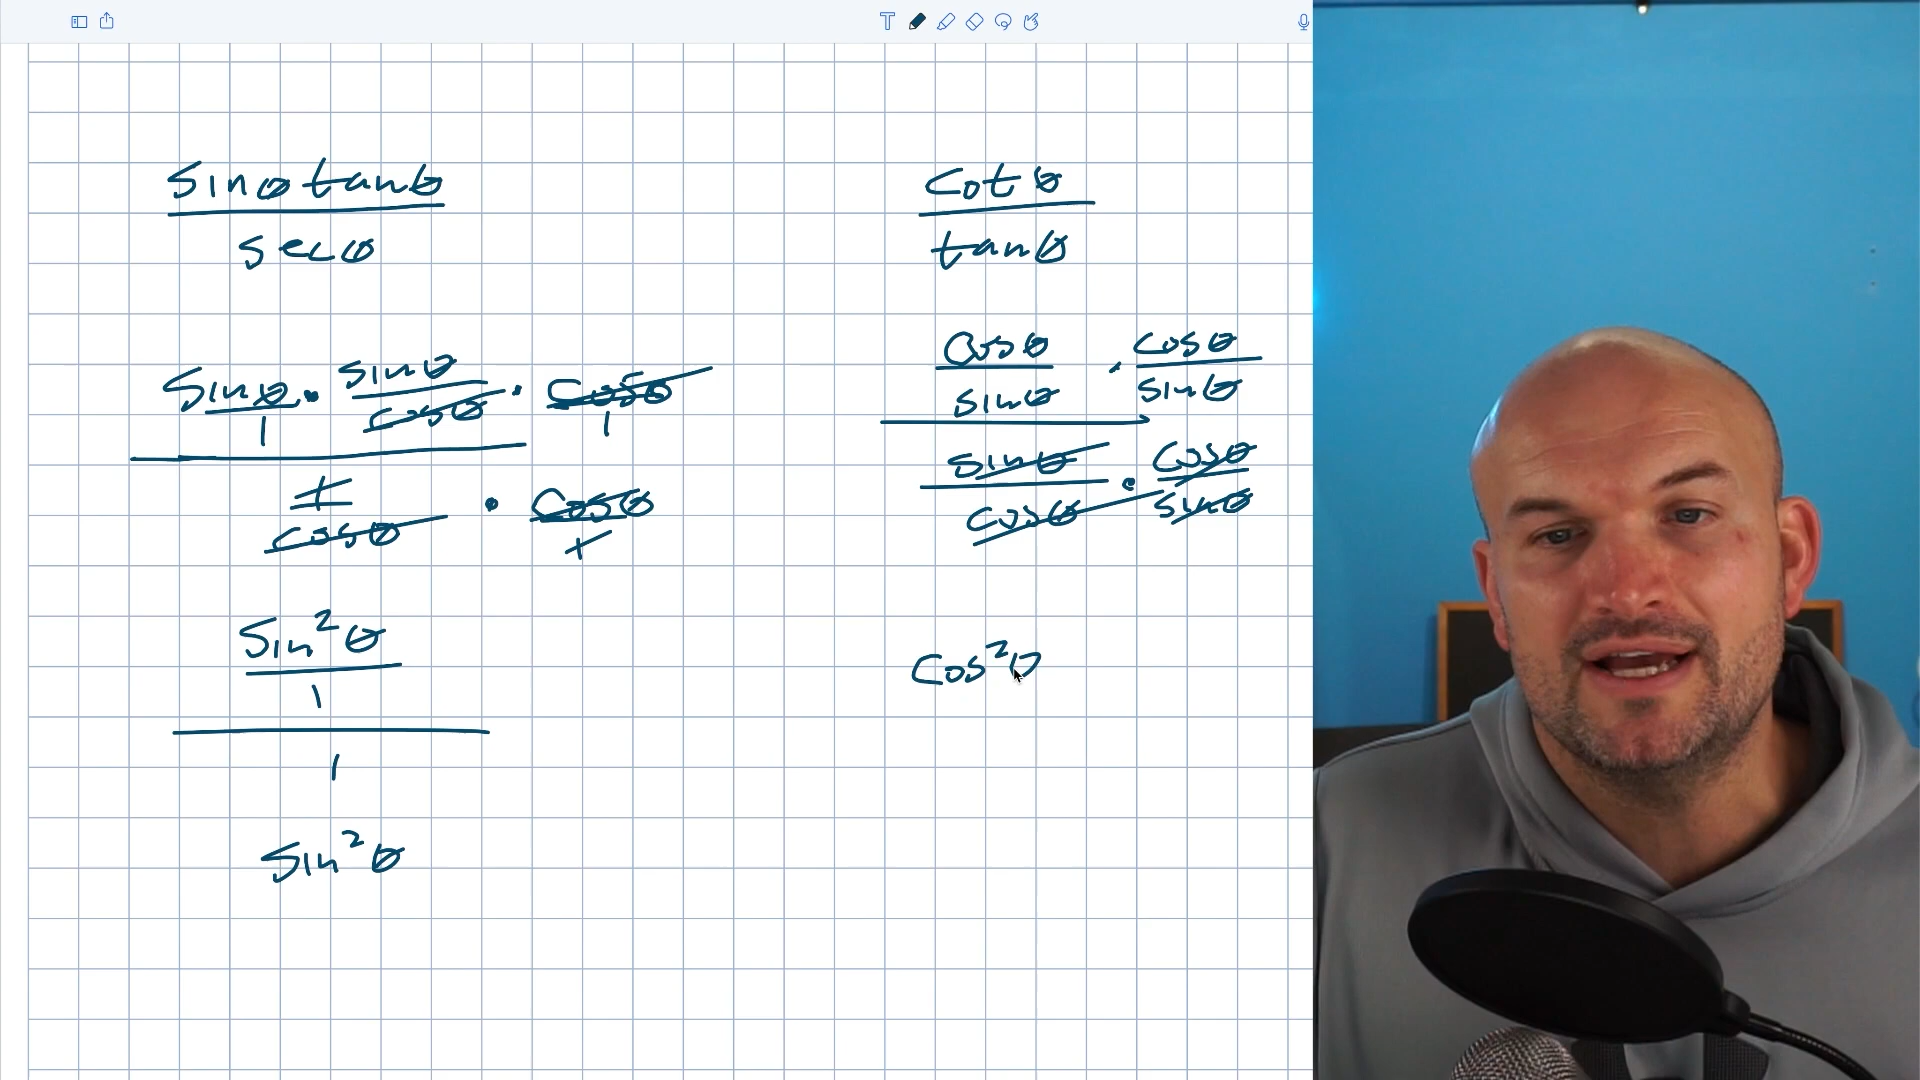 sinθ tanθ
secθ
sinθ · sinθ · cosθ
1 cosθ 1
1 · cosθ
cosθ 1
sin²θ
1
1
sin²θ
cotθ
tanθ
cosθ · cosθ
sinθ sinθ
sinθ · cosθ
cosθ sinθ
cos²θ